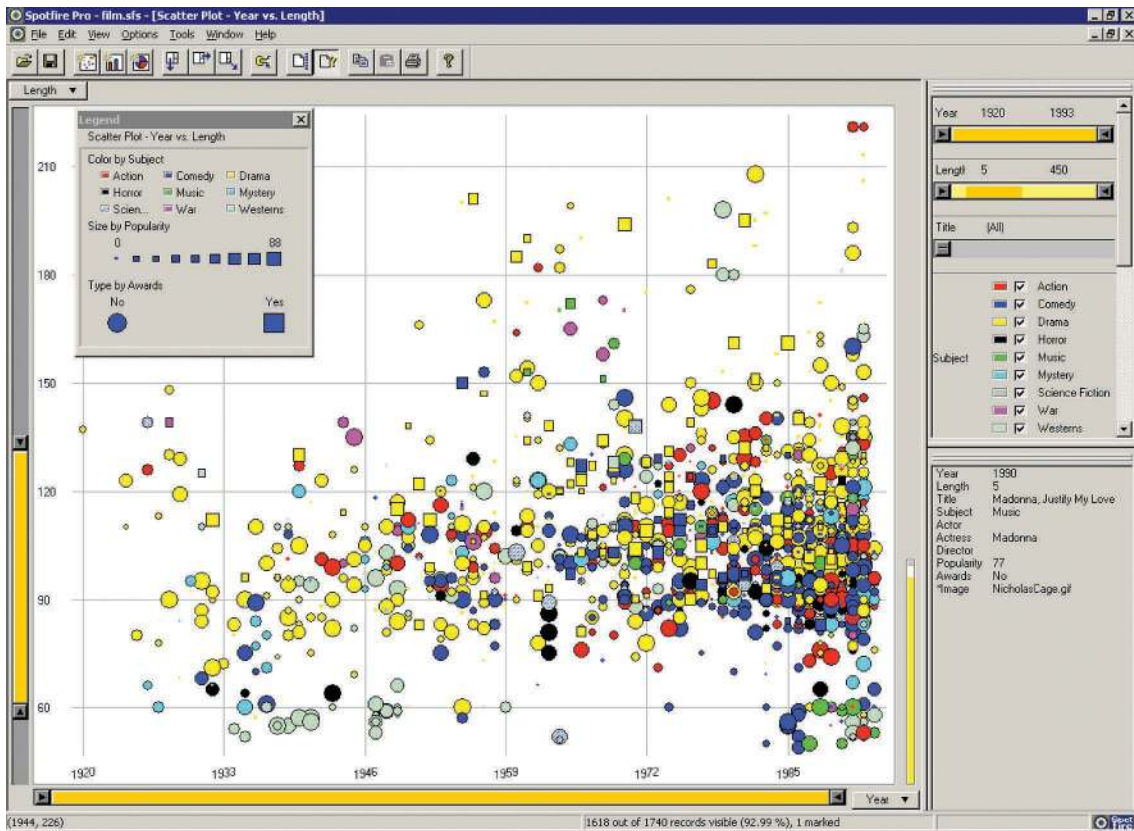 Spotfire Pro - film.sfs - [Scatter Plot - Year vs. Length]
File Edit View Options Tools Window Help
Length
Legend
Scatter Plot - Year vs. Length
Color by Subject
Action Comedy Drama
Horror Music Mystery
Scien... War Westerns
Size by Popularity
0 88
Type by Awards
No Yes
210
180
150
120
90
60
1920 1933 1946 1959 1972 1985
Year
Year 1920 1993
Length 5 450
Title (All)
Subject
Action
Comedy
Drama
Horror
Music
Mystery
Science Fiction
War
Westerns
Year 1990
Length 5
Title Madonna, Justify My Love
Subject Music
Actor
Actress Madonna
Director
Popularity 77
Awards No
*Image NicholasCage.gif
(1944, 226) 1618 out of 1740 records visible (92.99 %), 1 marked
Spotfire